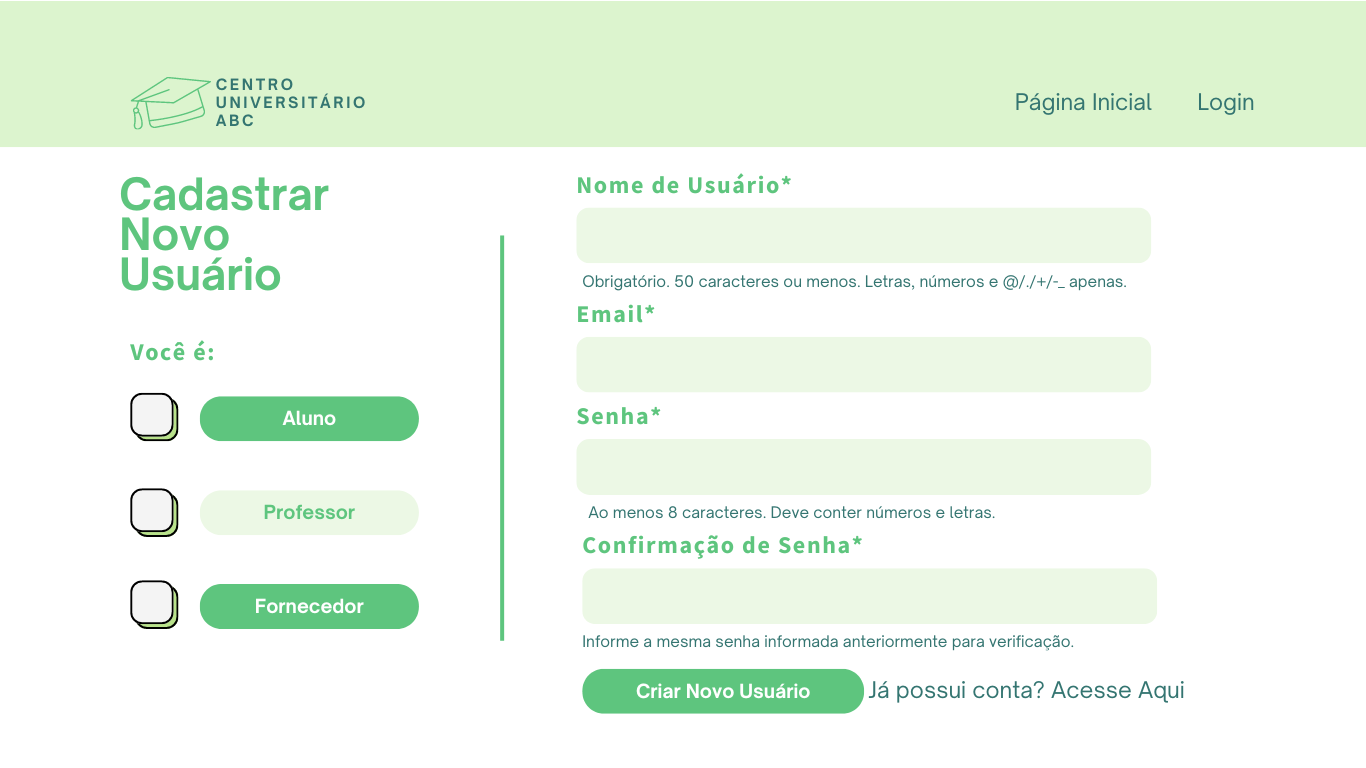 CENTRO
UNIVERSITÁRIO
ABC
Página Inicial
Login
Cadastrar
Novo
Usuário
Você é:
Aluno
Professor
Fornecedor
Nome de Usuário*
Obrigatório. 50 caracteres ou menos. Letras, números e @/./+/-_ apenas.
Email*
Senha*
Ao menos 8 caracteres. Deve conter números e letras.
Confirmação de Senha*
Informe a mesma senha informada anteriormente para verificação.
Criar Novo Usuário
Já possui conta? Acesse Aqui